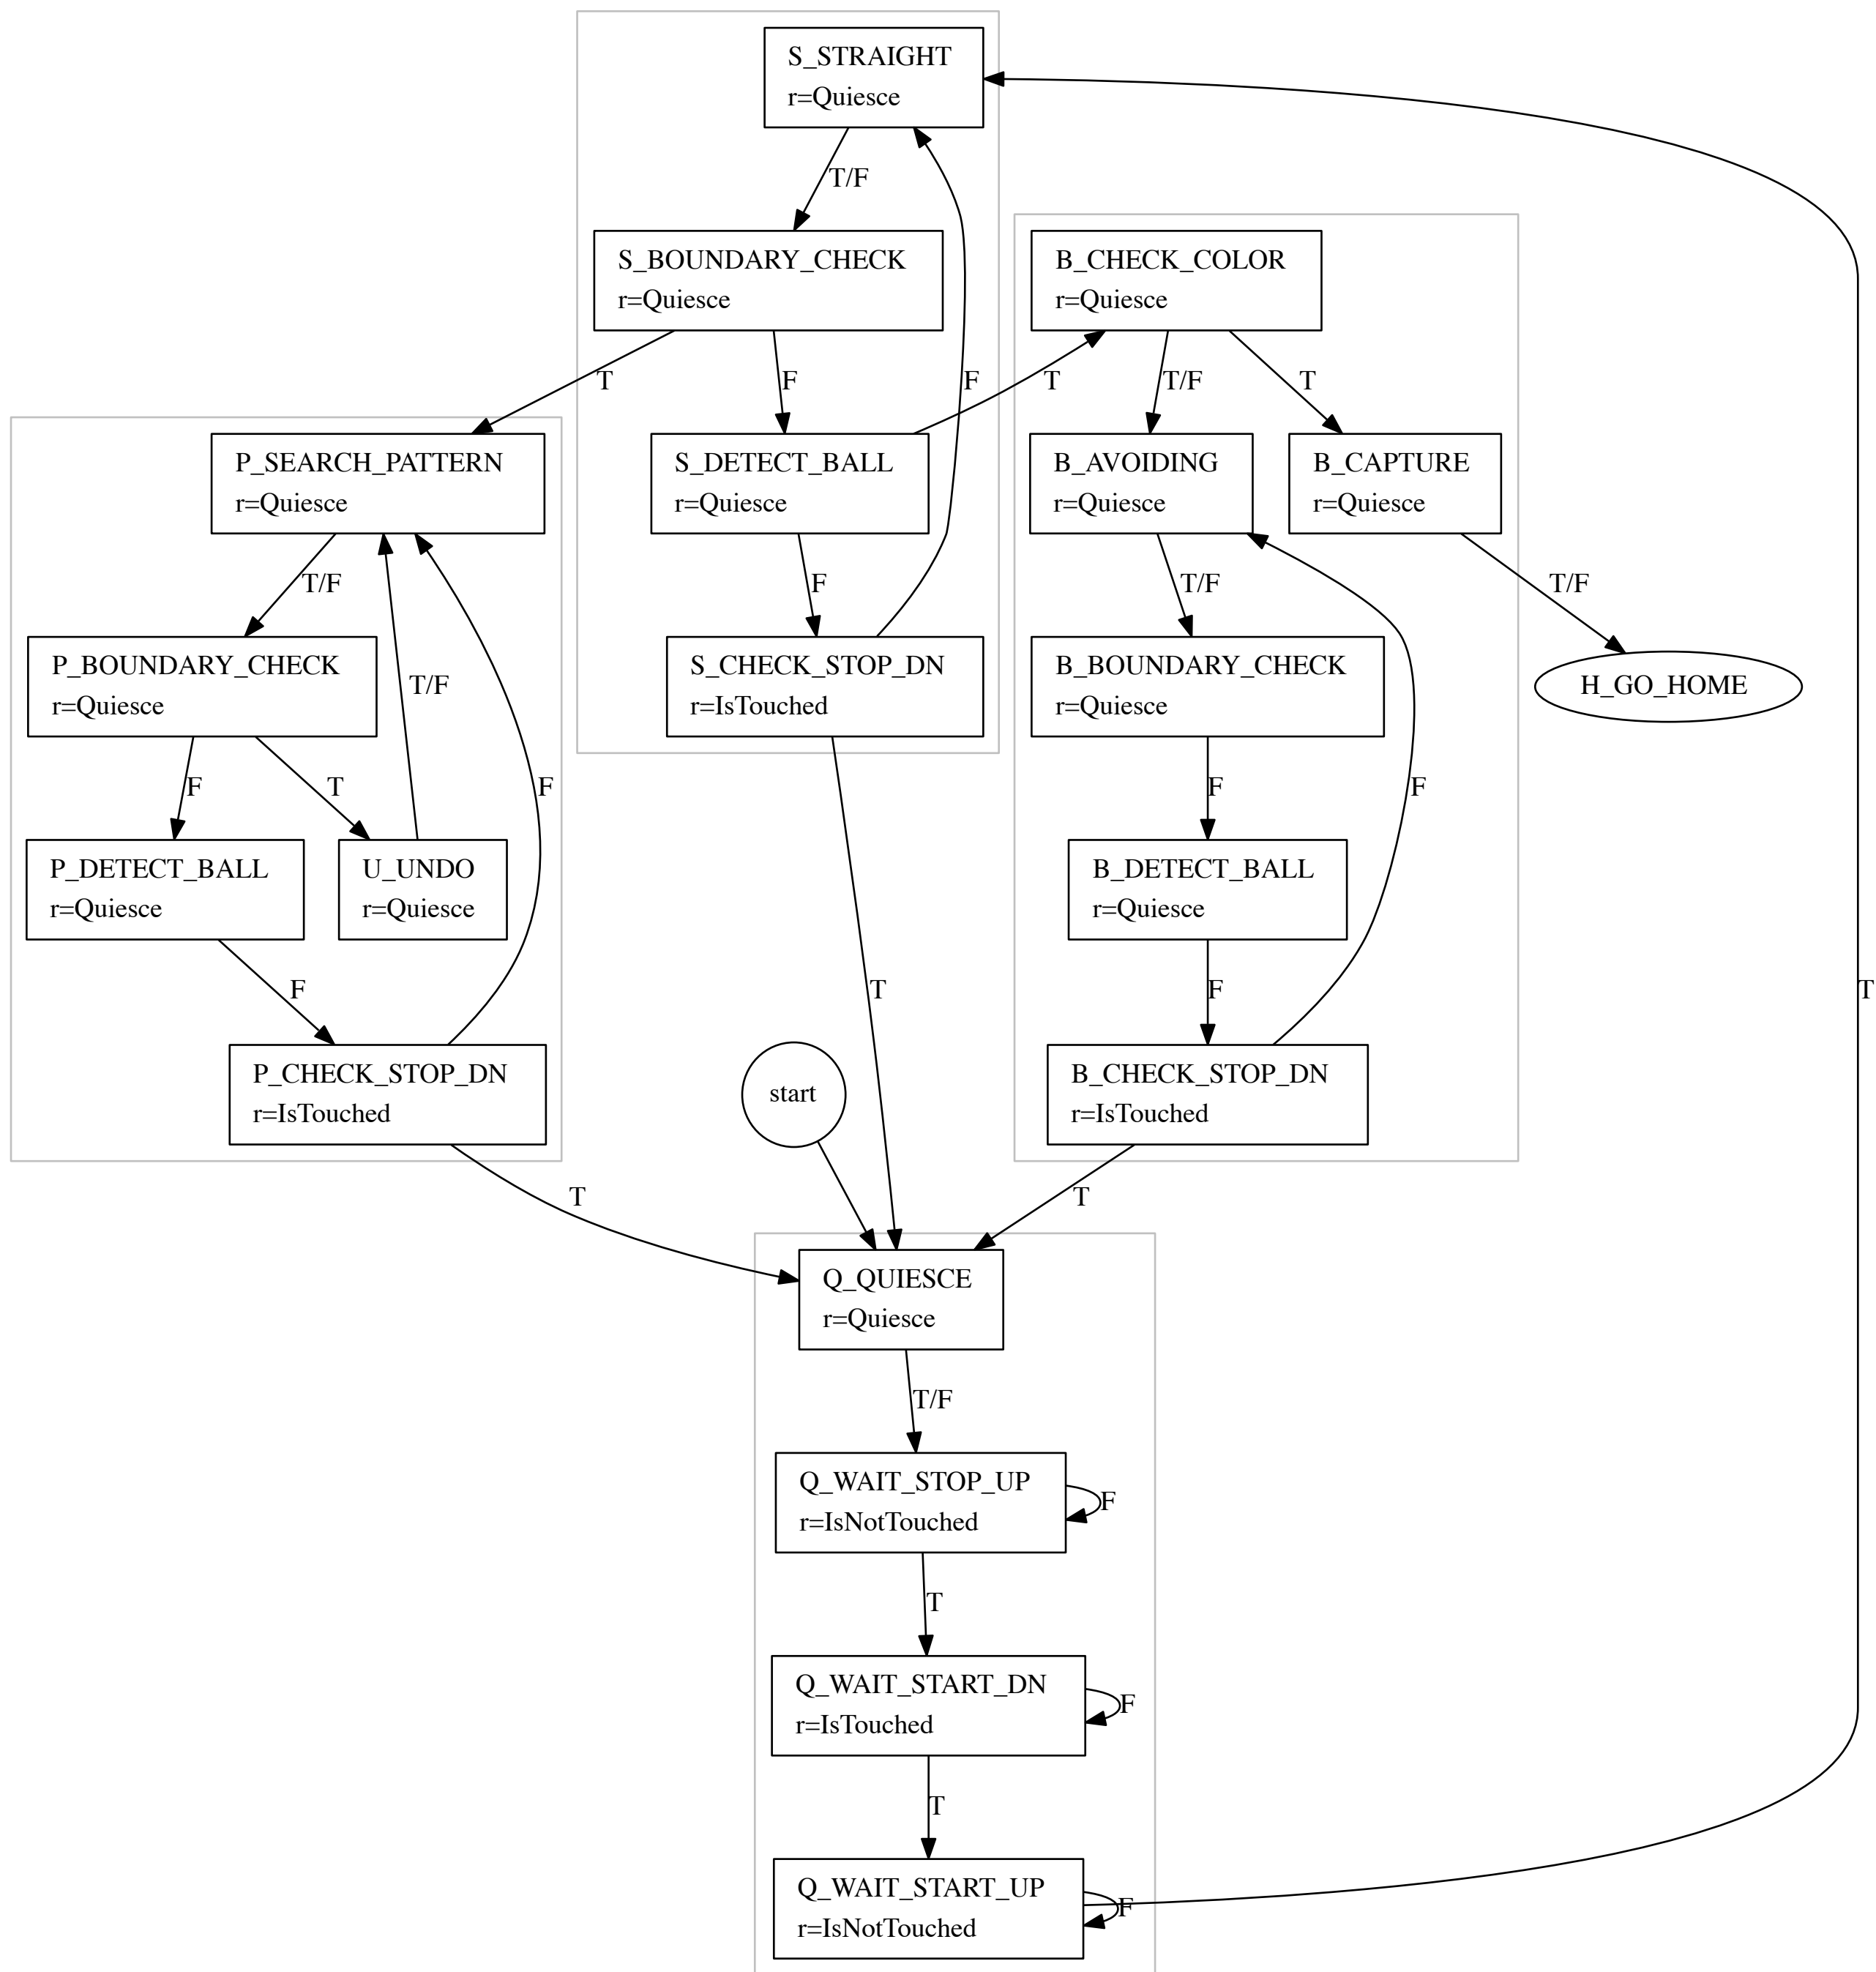 S_STRAIGHT
r=Quiesce
T/F
S_BOUNDARY_CHECK
r=Quiesce
B_CHECK_COLOR
r=Quiesce
T
F
T
F
T/F
T
P_SEARCH_PATTERN
r=Quiesce
S_DETECT_BALL
r=Quiesce
B_AVOIDING
r=Quiesce
B_CAPTURE
r=Quiesce
T/F
F
T/F
T/F
P_BOUNDARY_CHECK
r=Quiesce
T/F
S_CHECK_STOP_DN
r=IsTouched
B_BOUNDARY_CHECK
r=Quiesce
H_GO_HOME
F
T
F
F
F
P_DETECT_BALL
r=Quiesce
U_UNDO
r=Quiesce
B_DETECT_BALL
r=Quiesce
F
T
F
T
P_CHECK_STOP_DN
r=IsTouched
start
B_CHECK_STOP_DN
r=IsTouched
T
T
Q_QUIESCE
r=Quiesce
T/F
Q_WAIT_STOP_UP
r=IsNotTouched
F
T
Q_WAIT_START_DN
r=IsTouched
F
T
Q_WAIT_START_UP
r=IsNotTouched
F